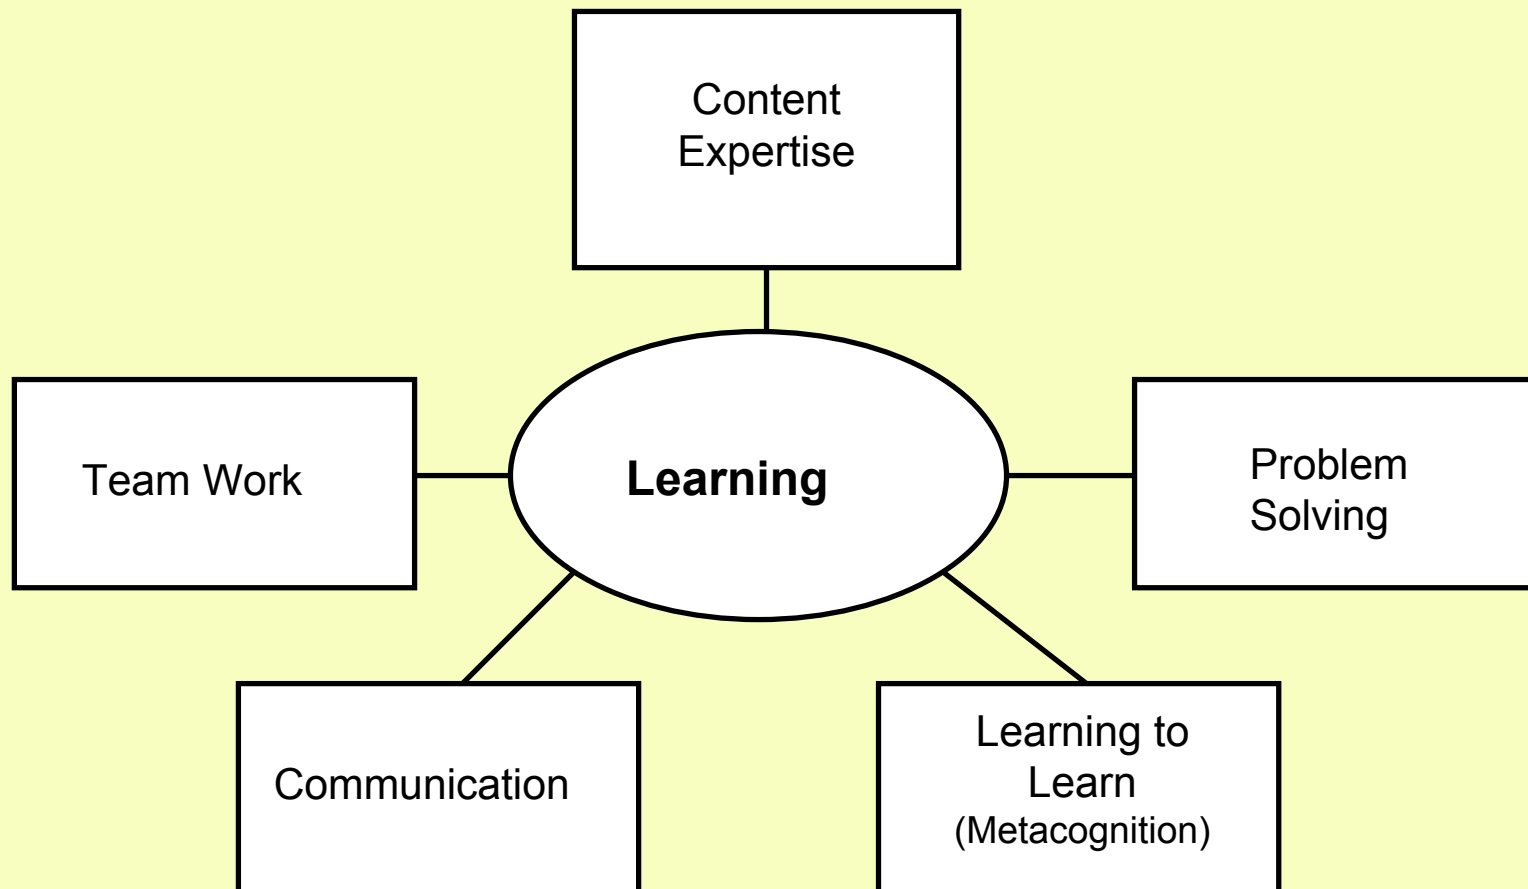 Content
Expertise
Team Work
Learning
Problem
Solving
Communication
Learning to
Learn
(Metacognition)